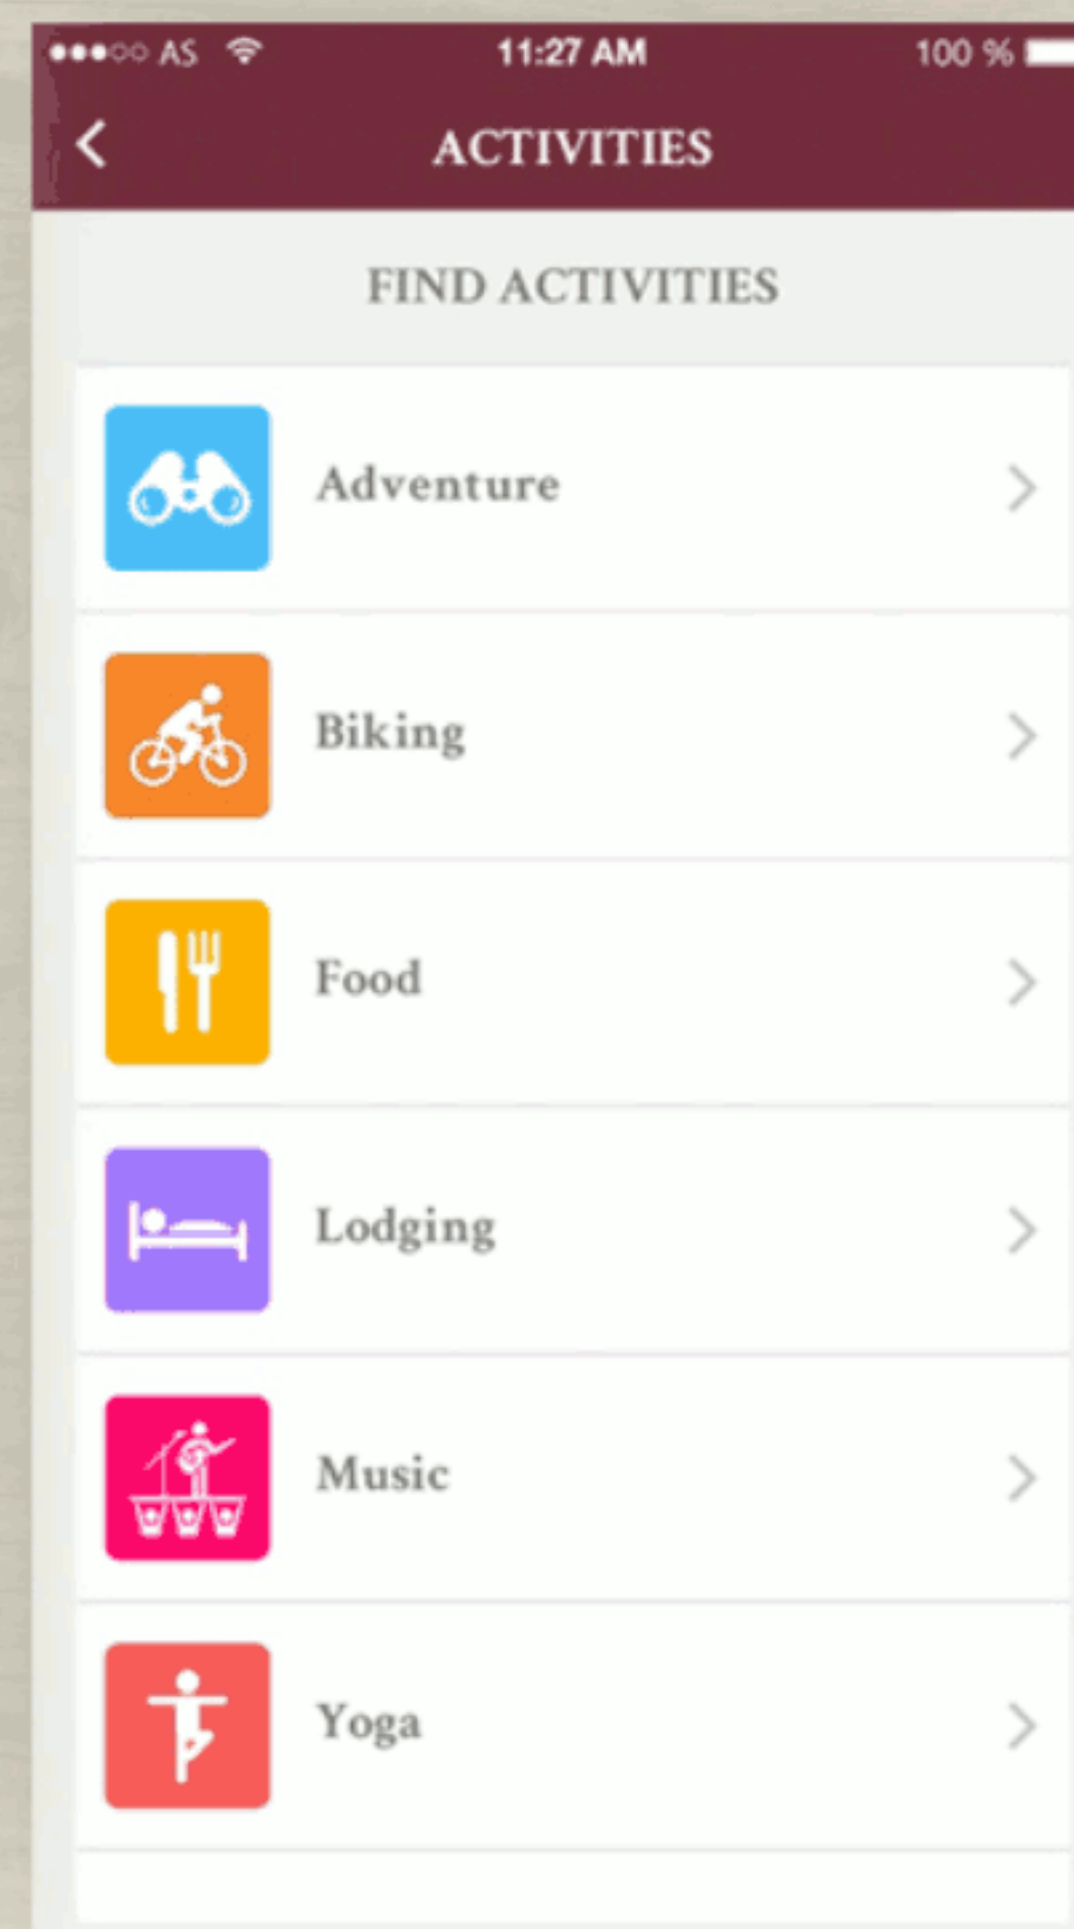 AS 11:27 AM 100 %
ACTIVITIES
FIND ACTIVITIES
Adventure
Biking
Food
Lodging
Music
Yoga